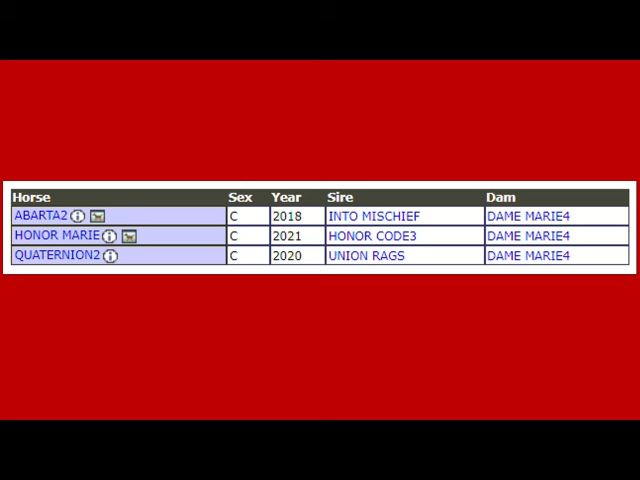 Horse Sex Year Sire Dam
ABARTA2 C 2018 INTO MISCHIEF DAME MARIE4
HONOR MARIE C 2021 HONOR CODE3 DAME MARIE4
QUATERNION2 C 2020 UNION RAGS DAME MARIE4